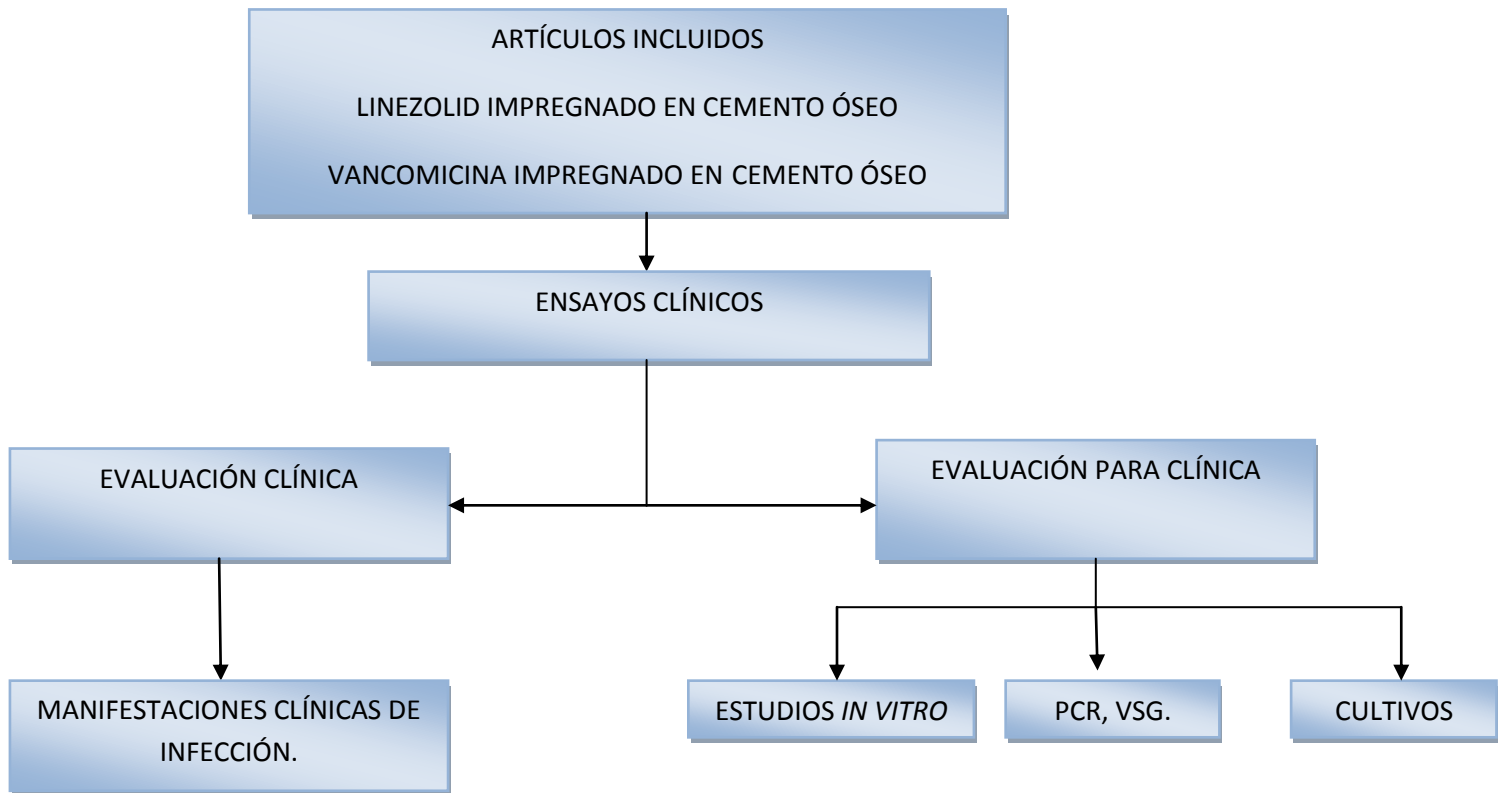 ARTÍCULOS INCLUIDOS
LINEZOLID IMPREGNADO EN CEMENTO ÓSEO
VANCOMICINA IMPREGNADO EN CEMENTO ÓSEO
ENSAYOS CLÍNICOS
EVALUACIÓN CLÍNICA
EVALUACIÓN PARA CLÍNICA
MANIFESTACIONES CLÍNICAS DE
INFECCIÓN.
ESTUDIOS IN VITRO
PCR, VSG.
CULTIVOS